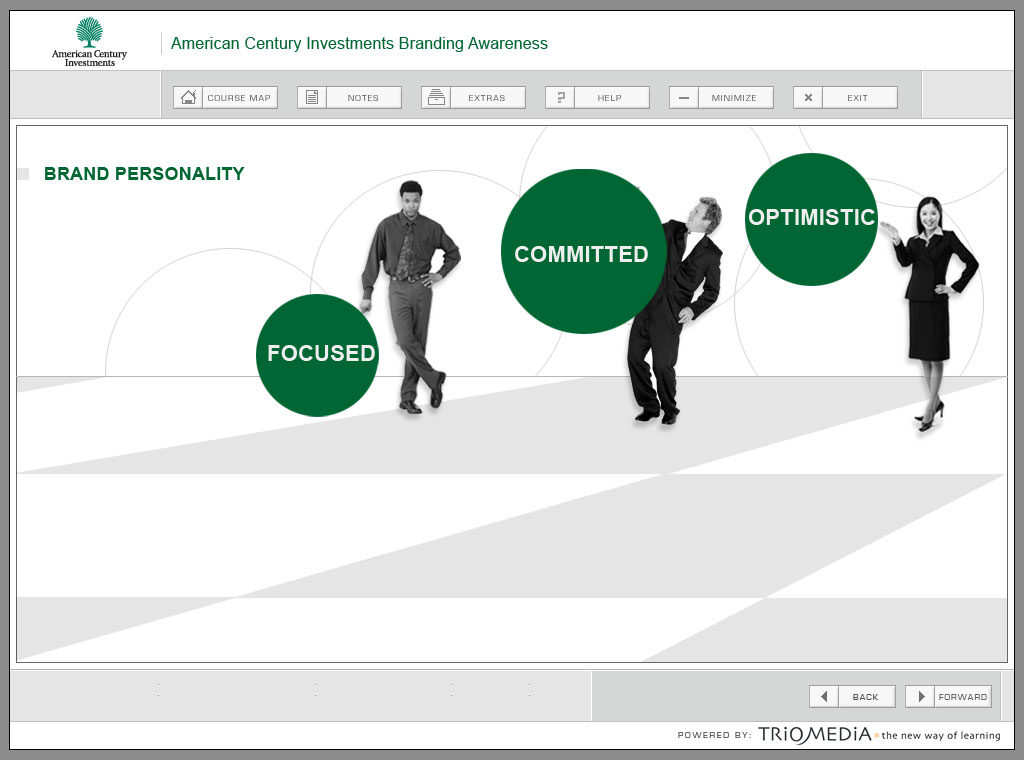 American Century
Investments
American Century Investments Branding Awareness
COURSE MAP
NOTES
EXTRAS
HELP
MINIMIZE
EXIT
BRAND PERSONALITY
FOCUSED
COMMITTED
OPTIMISTIC
BACK
FORWARD
POWERED BY: TRIOMEDIA the new way of learning